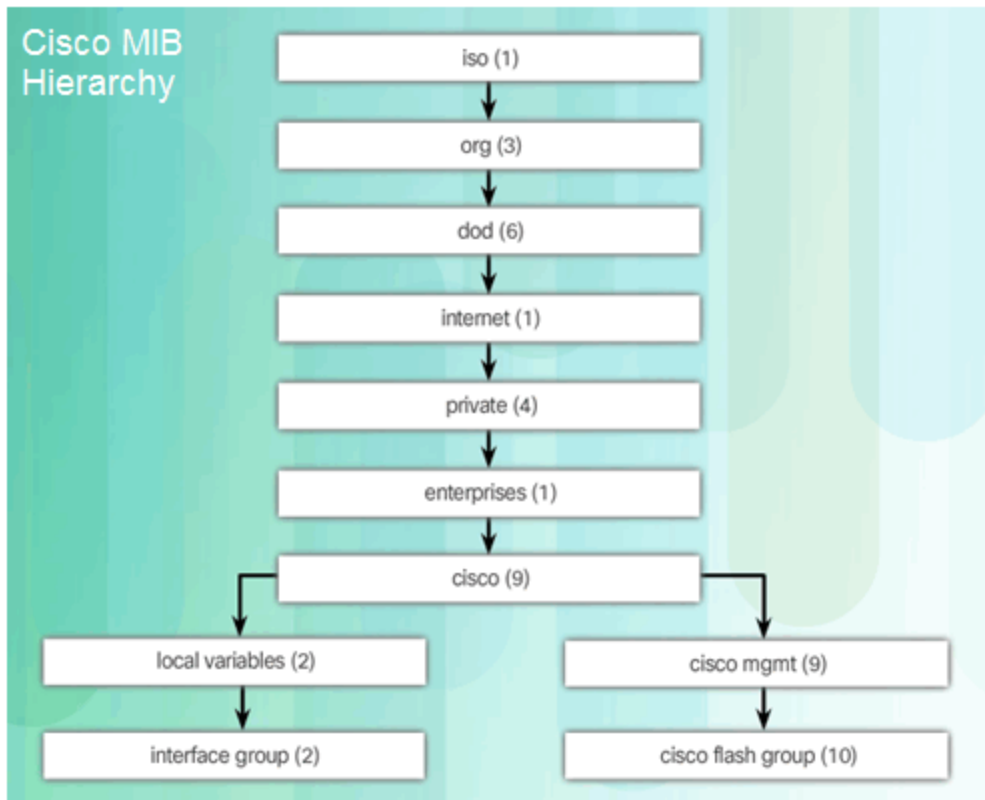 Cisco MIB
Hierarchy
iso (1)
org (3)
dod (6)
internet (1)
private (4)
enterprises (1)
cisco (9)
local variables (2)
cisco mgmt (9)
interface group (2)
cisco flash group (10)